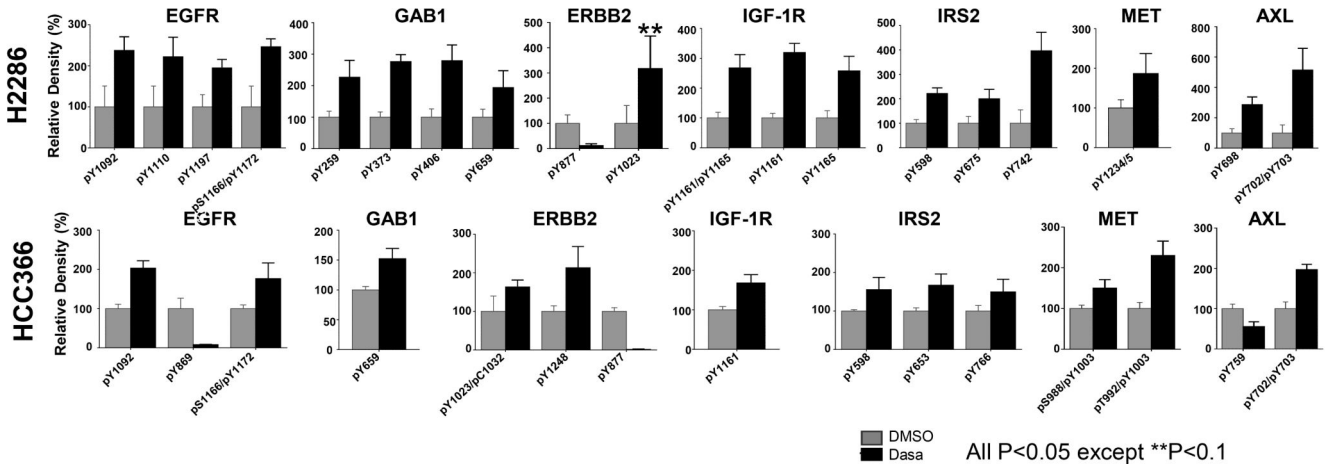 EGFR GAB1 ERBB2 IGF-1R IRS2 MET AXL
H2286
Relative Density (%)
300 200 100 0
400 300 200 100 0
1000 800 600 400 200 0
400 300 200 100 0
500 400 300 200 100 0
300 200 100 0
800 600 400 200 0
**
pY1092 pY1110 pY1197 pS1166/pY1172
pY259 pY373 pY406 pY659
pY877 pY1023
pY1161/pY1165 pY1161 pY1165
pY598 pY675 pY742
pY1234/5
pY698 pY702/pY703
EGFR GAB1 ERBB2 IGF-1R IRS2 MET AXL
HCC366
Relative Density (%)
300 200 100 0
200 150 100 50 0
300 200 100 0
300 200 100 0
300 200 100 0
300 200 100 0
300 200 100 0
pY1092 pY869 pS1166/pY1172
pY659
pY1023/pC1032 pY1248 pY877
pY1161
pY598 pY653 pY766
pS988/pY1003 pT992/pY1003
pY759 pY702/pY703
DMSO
Dasa
All P<0.05 except **P<0.1